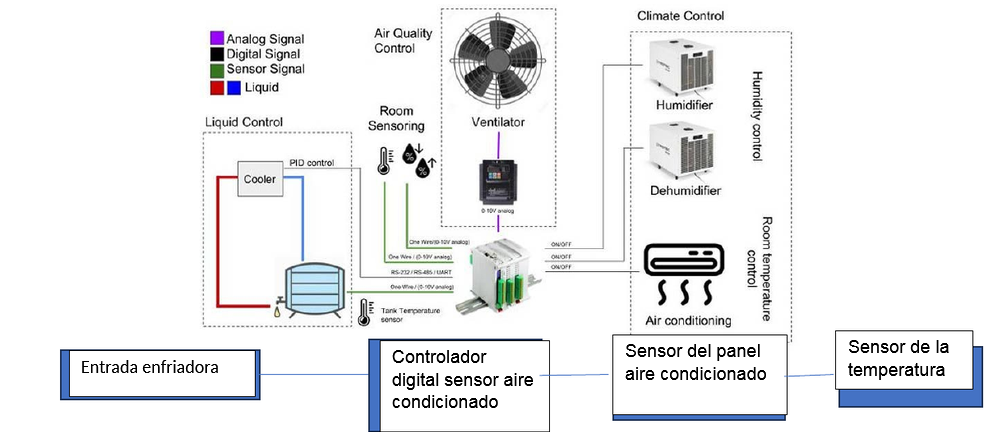 Analog Signal
Digital Signal
Sensor Signal
Liquid
Air Quality
Control
Ventilator
0-10V analog
Climate Control
Humidifier
Dehumidifier
Humidity control
Air conditioning
Room temperature
control
Room
Sensoring
Liquid Control
PID control
Cooler
One Wire/(0-10V analog)
One Wire / (0-10V analog)
RS-232 / RS-485 / UART
One Wire / (0-10V analog)
Tank Temperature
sensor
ON/OFF
ON/OFF
ON/OFF
Entrada enfriadora
Controlador
digital sensor aire
condicionado
Sensor del panel
aire condicionado
Sensor de la
temperatura